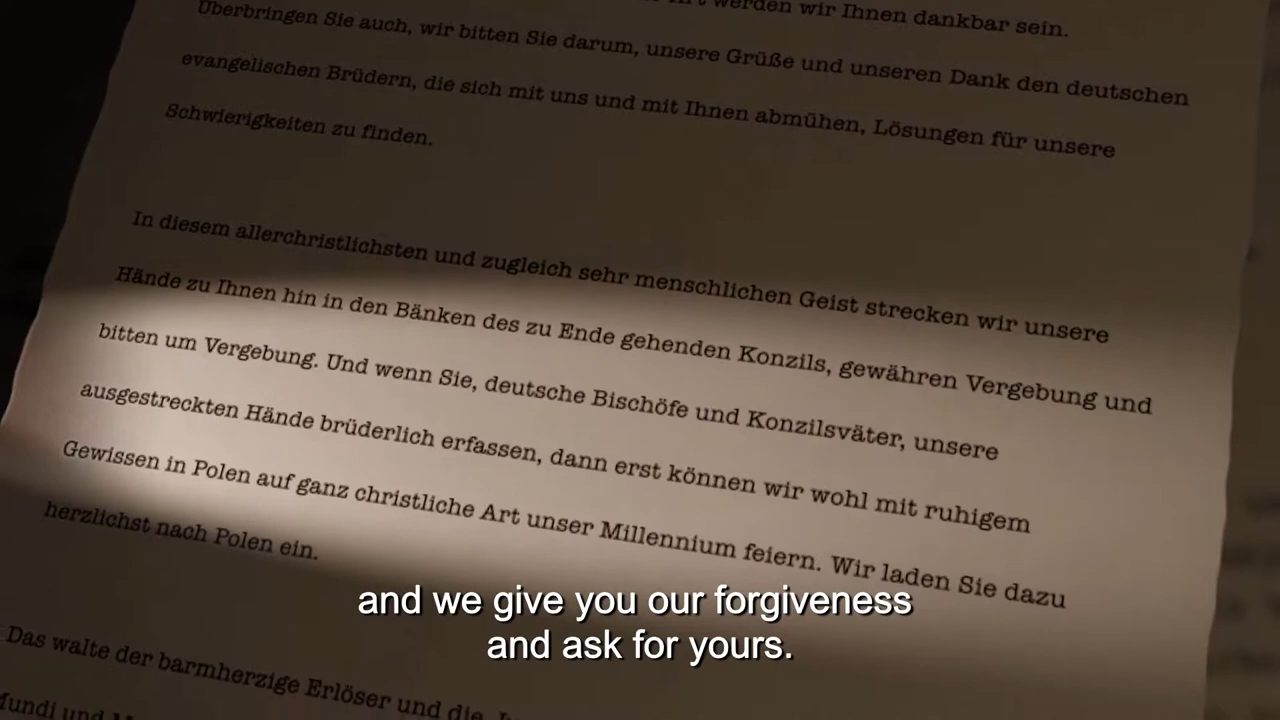 werden wir Ihnen dankbar sein.
Überbringen Sie auch, wir bitten Sie darum, unsere Grüße und unseren Dank den deutschen
evangelischen Brüdern, die sich mit uns und mit Ihnen abmühen, Lösungen für unsere
Schwierigkeiten zu finden.
In diesem allerchristlichsten und zugleich sehr menschlichen Geist strecken wir unsere
Hände zu Ihnen hin in den Bänken des zu Ende gehenden Konzils, gewähren Vergebung und
bitten um Vergebung. Und wenn Sie, deutsche Bischöfe und Konzilsväter, unsere
ausgestreckten Hände brüderlich erfassen, dann erst können wir wohl mit ruhigem
Gewissen in Polen auf ganz christliche Art unser Millennium feiern. Wir laden Sie dazu
herzlichst nach Polen ein.
Das walte der barmherzige Erlöser und die
Mundi und
and we give you our forgiveness
and ask for yours.